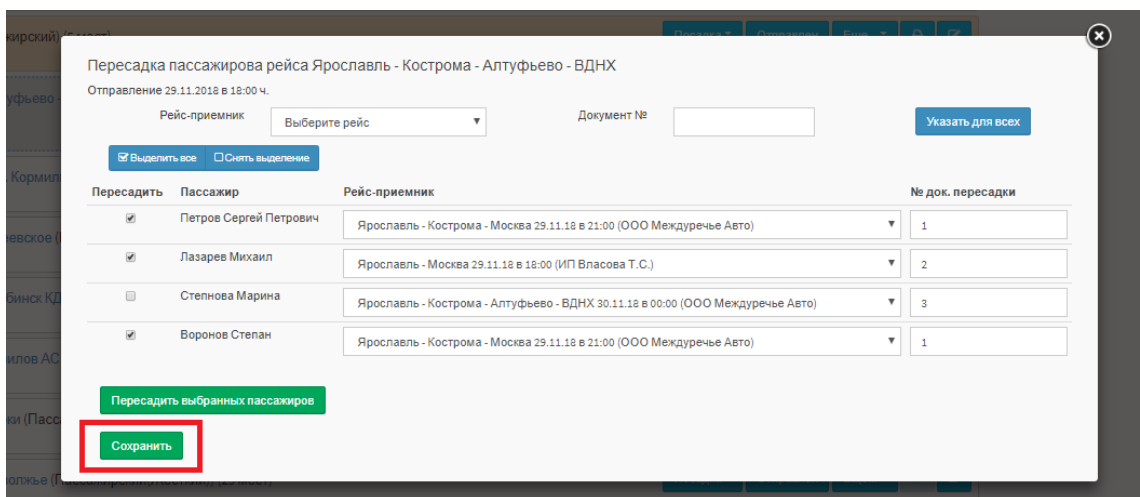 Посадка Отправлен Еще
Пересадка пассажирова рейса Ярославль - Кострома - Алтуфьево - ВДНХ
Отправление 29.11.2018 в 18:00 ч.
Рейс-приемник Выберите рейс Документ № Указать для всех
Выделить все Снять выделение
Пересадить Пассажир Рейс-приемник № док. пересадки
Петров Сергей Петрович Ярославль - Кострома - Москва 29.11.18 в 21:00 (ООО Междуречье Авто) 1
Лазарев Михаил Ярославль - Москва 29.11.18 в 18:00 (ИП Власова Т.С.) 2
Степнова Марина Ярославль - Кострома - Алтуфьево - ВДНХ 30.11.18 в 00:00 (ООО Междуречье Авто) 3
Воронов Степан Ярославль - Кострома - Москва 29.11.18 в 21:00 (ООО Междуречье Авто) 1
Пересадить выбранных пассажиров
Сохранить